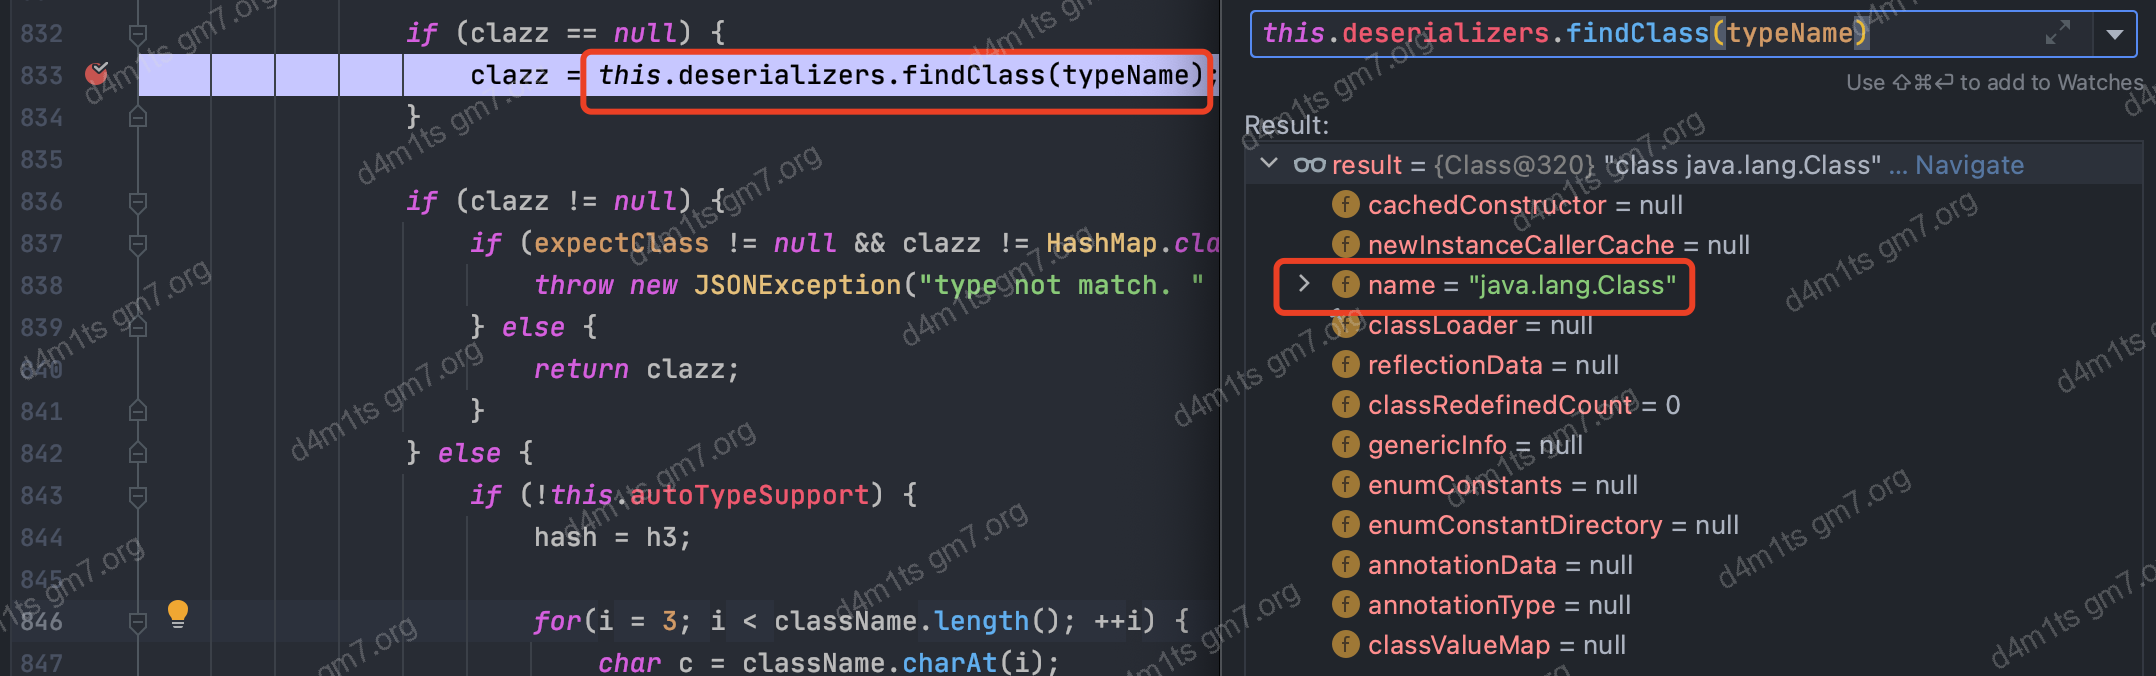 832 if (clazz == null) {
833 clazz = this.deserializers.findClass(typeName);
834 }
835
836 if (clazz != null) {
837 if (expectClass != null && clazz != HashMap.cla
838 throw new JSONException("type not match. "
839 } else {
840 return clazz;
841 }
842 } else {
843 if (!this.autoTypeSupport) {
844 hash = h3;
845
846 for(i = 3; i < className.length(); ++i) {
847 char c = className.charAt(i);
this.deserializers.findClass(typeName)
Use ⇧⌘↩ to add to Watches
Result:
result = {Class@320} "class java.lang.Class" ... Navigate
f cachedConstructor = null
f newInstanceCallerCache = null
f name = "java.lang.Class"
f classLoader = null
f reflectionData = null
f classRedefinedCount = 0
f genericInfo = null
f enumConstants = null
f enumConstantDirectory = null
f annotationData = null
f annotationType = null
f classValueMap = null
d4m1ts gm7.org